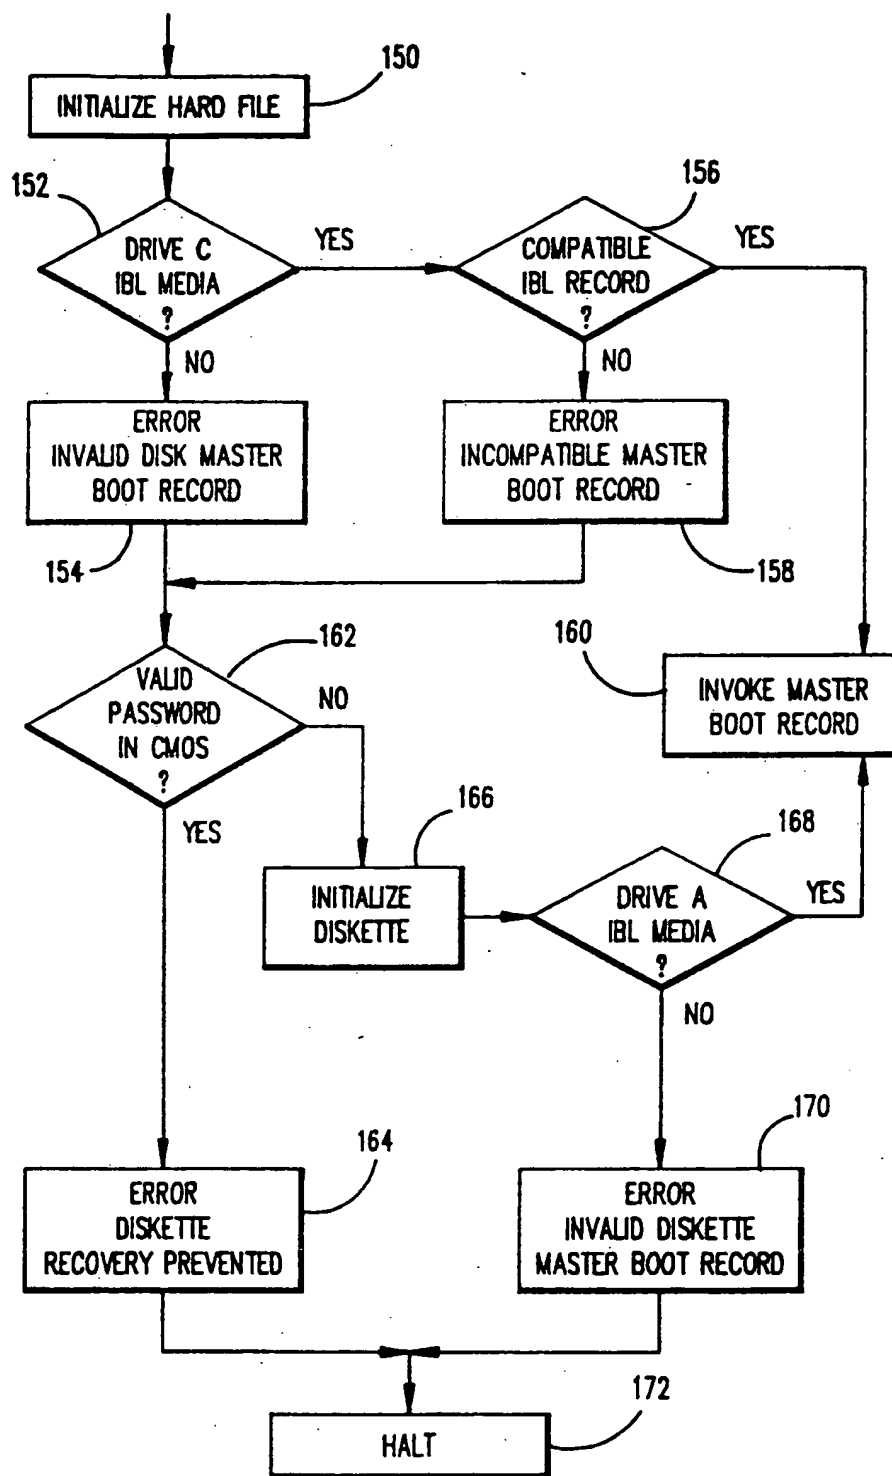 150
INITIALIZE HARD FILE
152
DRIVE C
IBL MEDIA
?
YES
156
COMPATIBLE
IBL RECORD
?
YES
NO
NO
ERROR
INVALID DISK MASTER
BOOT RECORD
154
ERROR
INCOMPATIBLE MASTER
BOOT RECORD
158
162
VALID
PASSWORD
IN CMOS
?
NO
YES
160
INVOKE MASTER
BOOT RECORD
166
INITIALIZE
DISKETTE
168
DRIVE A
IBL MEDIA
?
YES
NO
164
ERROR
DISKETTE
RECOVERY PREVENTED
170
ERROR
INVALID DISKETTE
MASTER BOOT RECORD
172
HALT